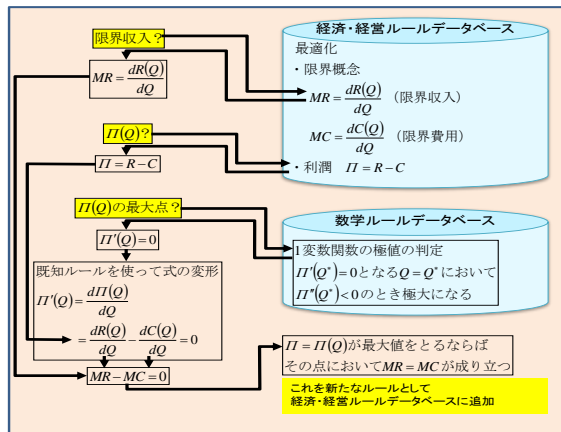 限界収入？
MR = dR(Q)/dQ
Π(Q)？
Π = R − C
Π(Q)の最大点？
Π′(Q) = 0
既知ルールを使って式の変形
Π′(Q) = dΠ(Q)/dQ
= dR(Q)/dQ − dC(Q)/dQ = 0
MR − MC = 0
経済・経営ルールデータベース
最適化
・限界概念
MR = dR(Q)/dQ （限界収入）
MC = dC(Q)/dQ （限界費用）
・利潤 Π = R − C
数学ルールデータベース
1変数関数の極値の判定
Π′(Q*) = 0となるQ = Q*において
Π″(Q*) < 0のとき極大になる
Π = Π(Q)が最大値をとるならば
その点においてMR = MCが成り立つ
これを新たなルールとして
経済・経営ルールデータベースに追加